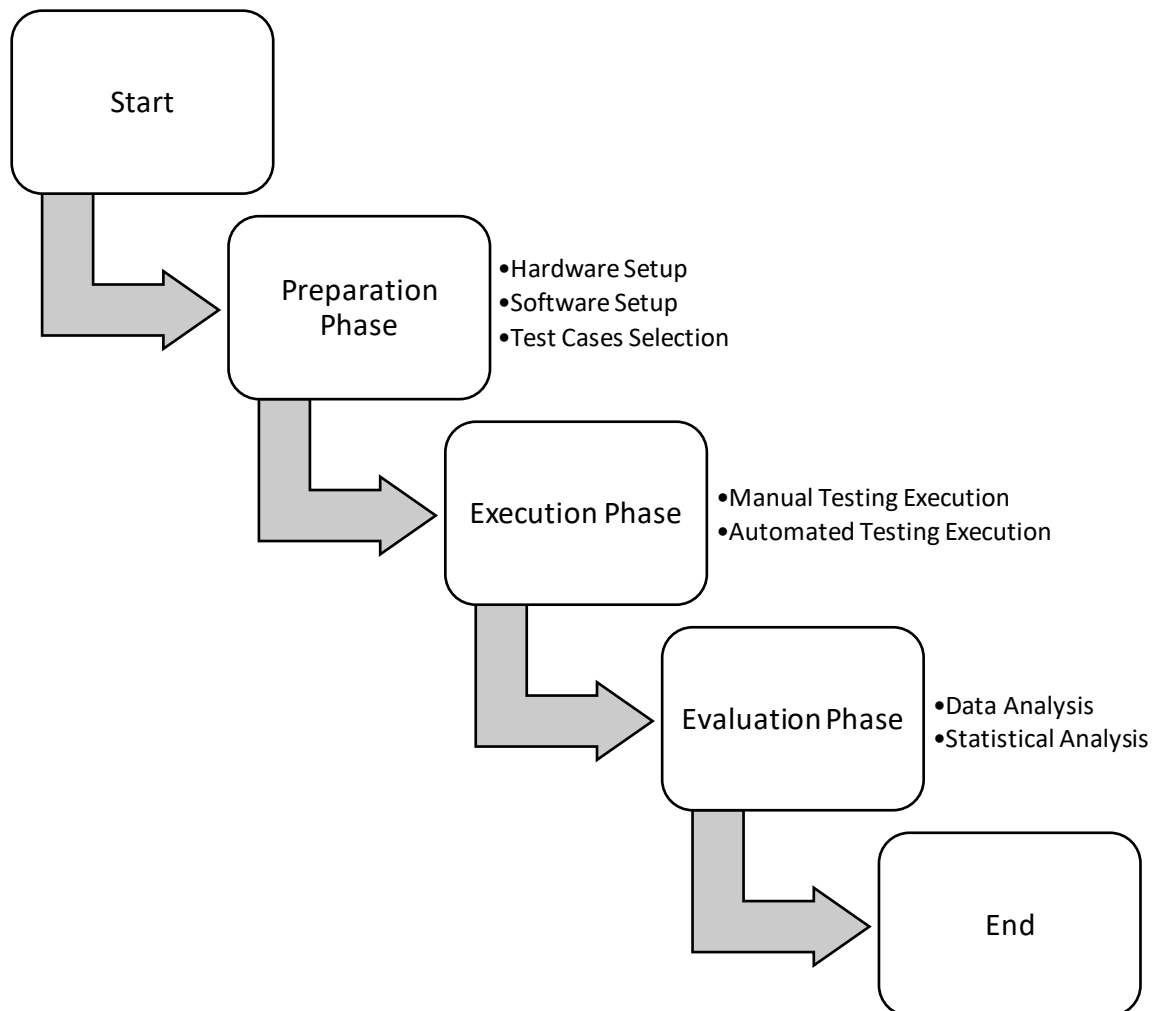 Start
Preparation
Phase
•Hardware Setup
•Software Setup
•Test Cases Selection
Execution Phase
•Manual Testing Execution
•Automated Testing Execution
Evaluation Phase
•Data Analysis
•Statistical Analysis
End